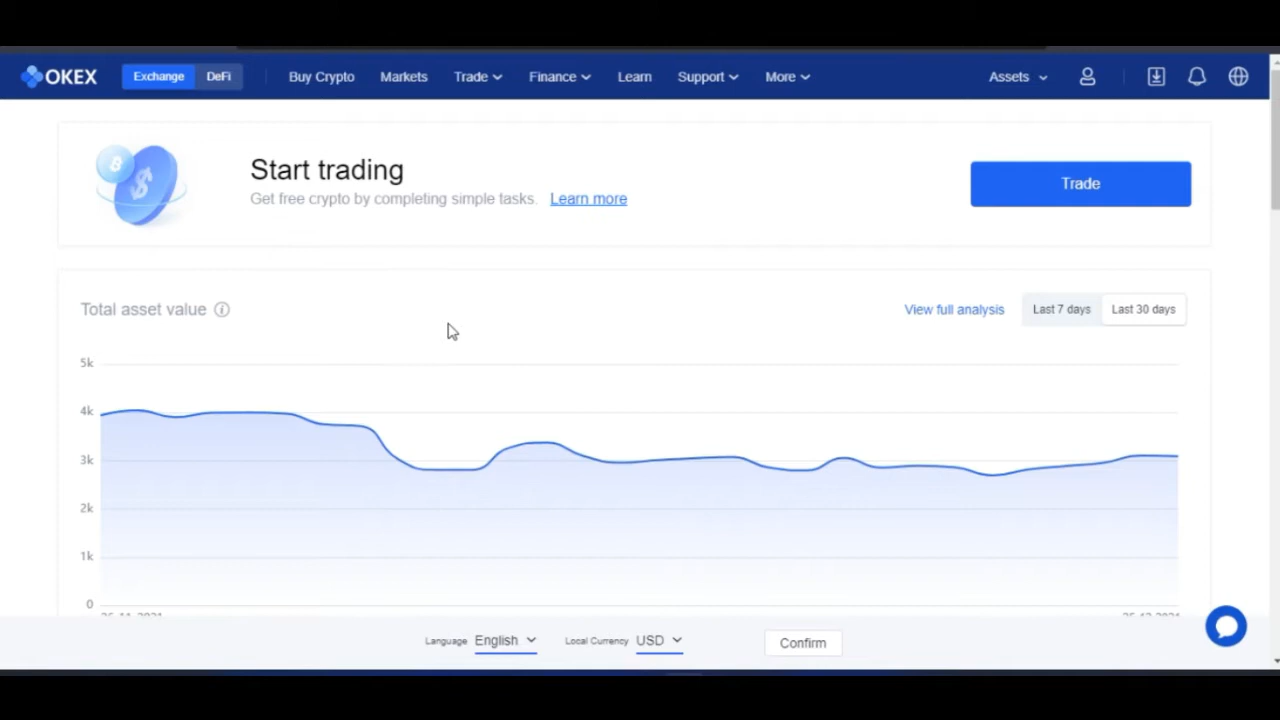 OKEX Exchange DeFi Buy Crypto Markets Trade Finance Learn Support More Assets
Start trading
Get free crypto by completing simple tasks. Learn more
Trade
Total asset value
View full analysis Last 7 days Last 30 days
5k
4k
3k
2k
1k
0
Language English Local Currency USD Confirm